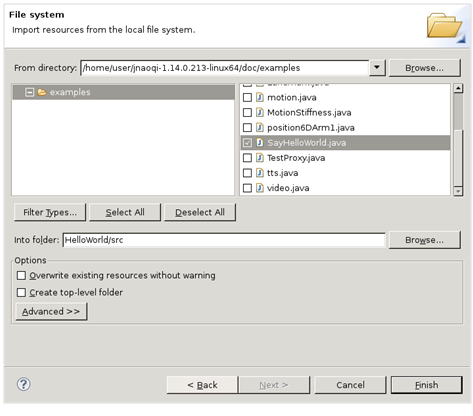 File system
Import resources from the local file system.
From directory: /home/user/jnaoqi-1.14.0.213-linux64/doc/examples Browse...
examples
motion.java
MotionStiffness.java
position6DArm1.java
SayHelloWorld.java
TestProxy.java
tts.java
video.java
Filter Types... Select All Deselect All
Into folder: HelloWorld/src Browse...
Options
Overwrite existing resources without warning
Create top-level folder
Advanced >>
? < Back Next > Cancel Finish